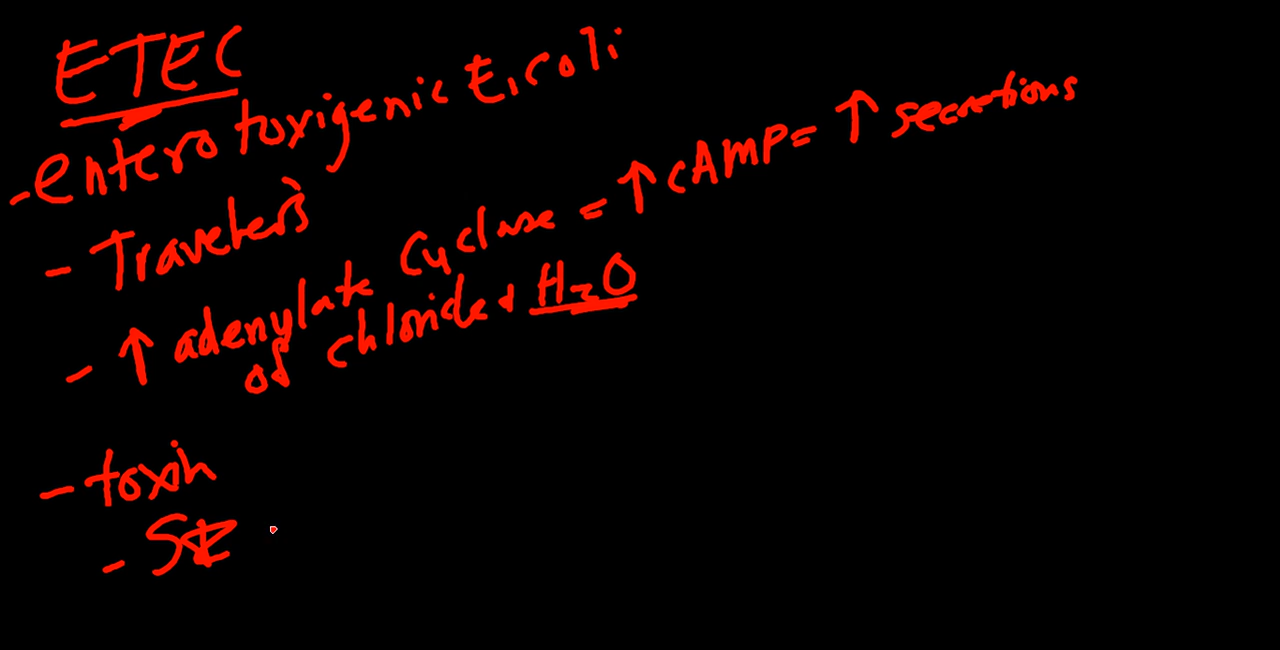 ETEC
- enterotoxigenic E, coli
- Travelers
- ↑ adenylate cyclase = ↑ cAMP = ↑ secretions
of chloride + H2O
- toxin